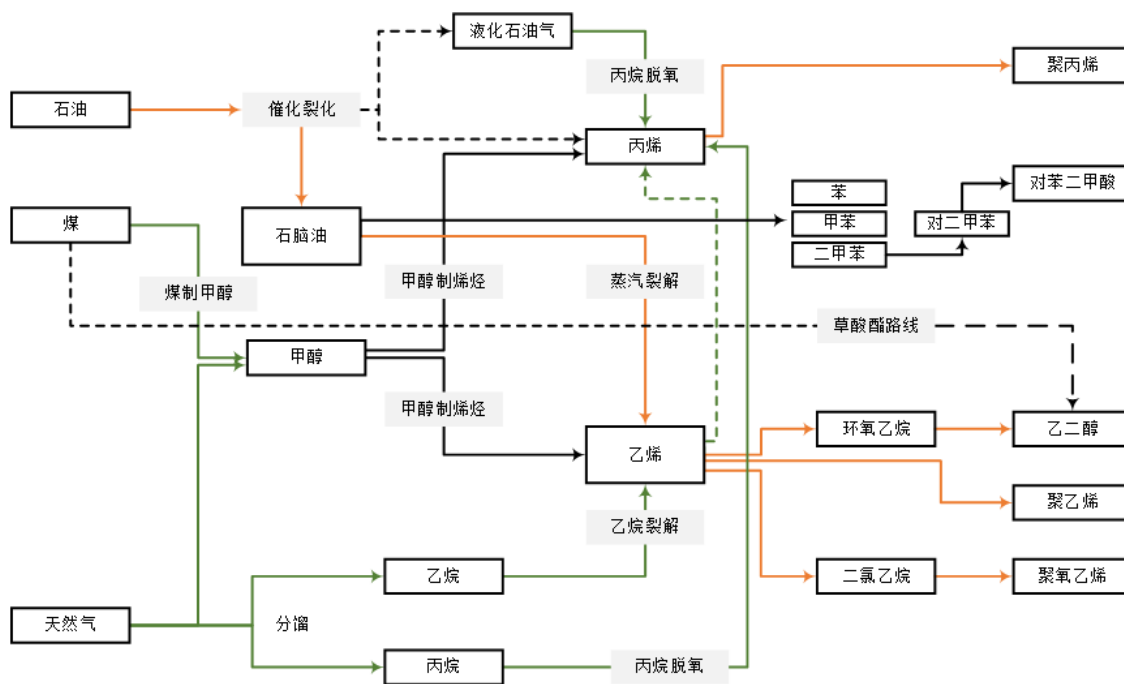 液化石油气
丙烷脱氧
聚丙烯
石油
催化裂化
丙烯
苯
对苯二甲酸
煤
石脑油
甲苯
对二甲苯
二甲苯
甲醇制烯烃
蒸汽裂解
煤制甲醇
草酸酯路线
甲醇
甲醇制烯烃
环氧乙烷
乙二醇
乙烯
聚乙烯
乙烷裂解
乙烷
二氯乙烷
聚氧乙烯
天然气
分馏
丙烷
丙烷脱氧